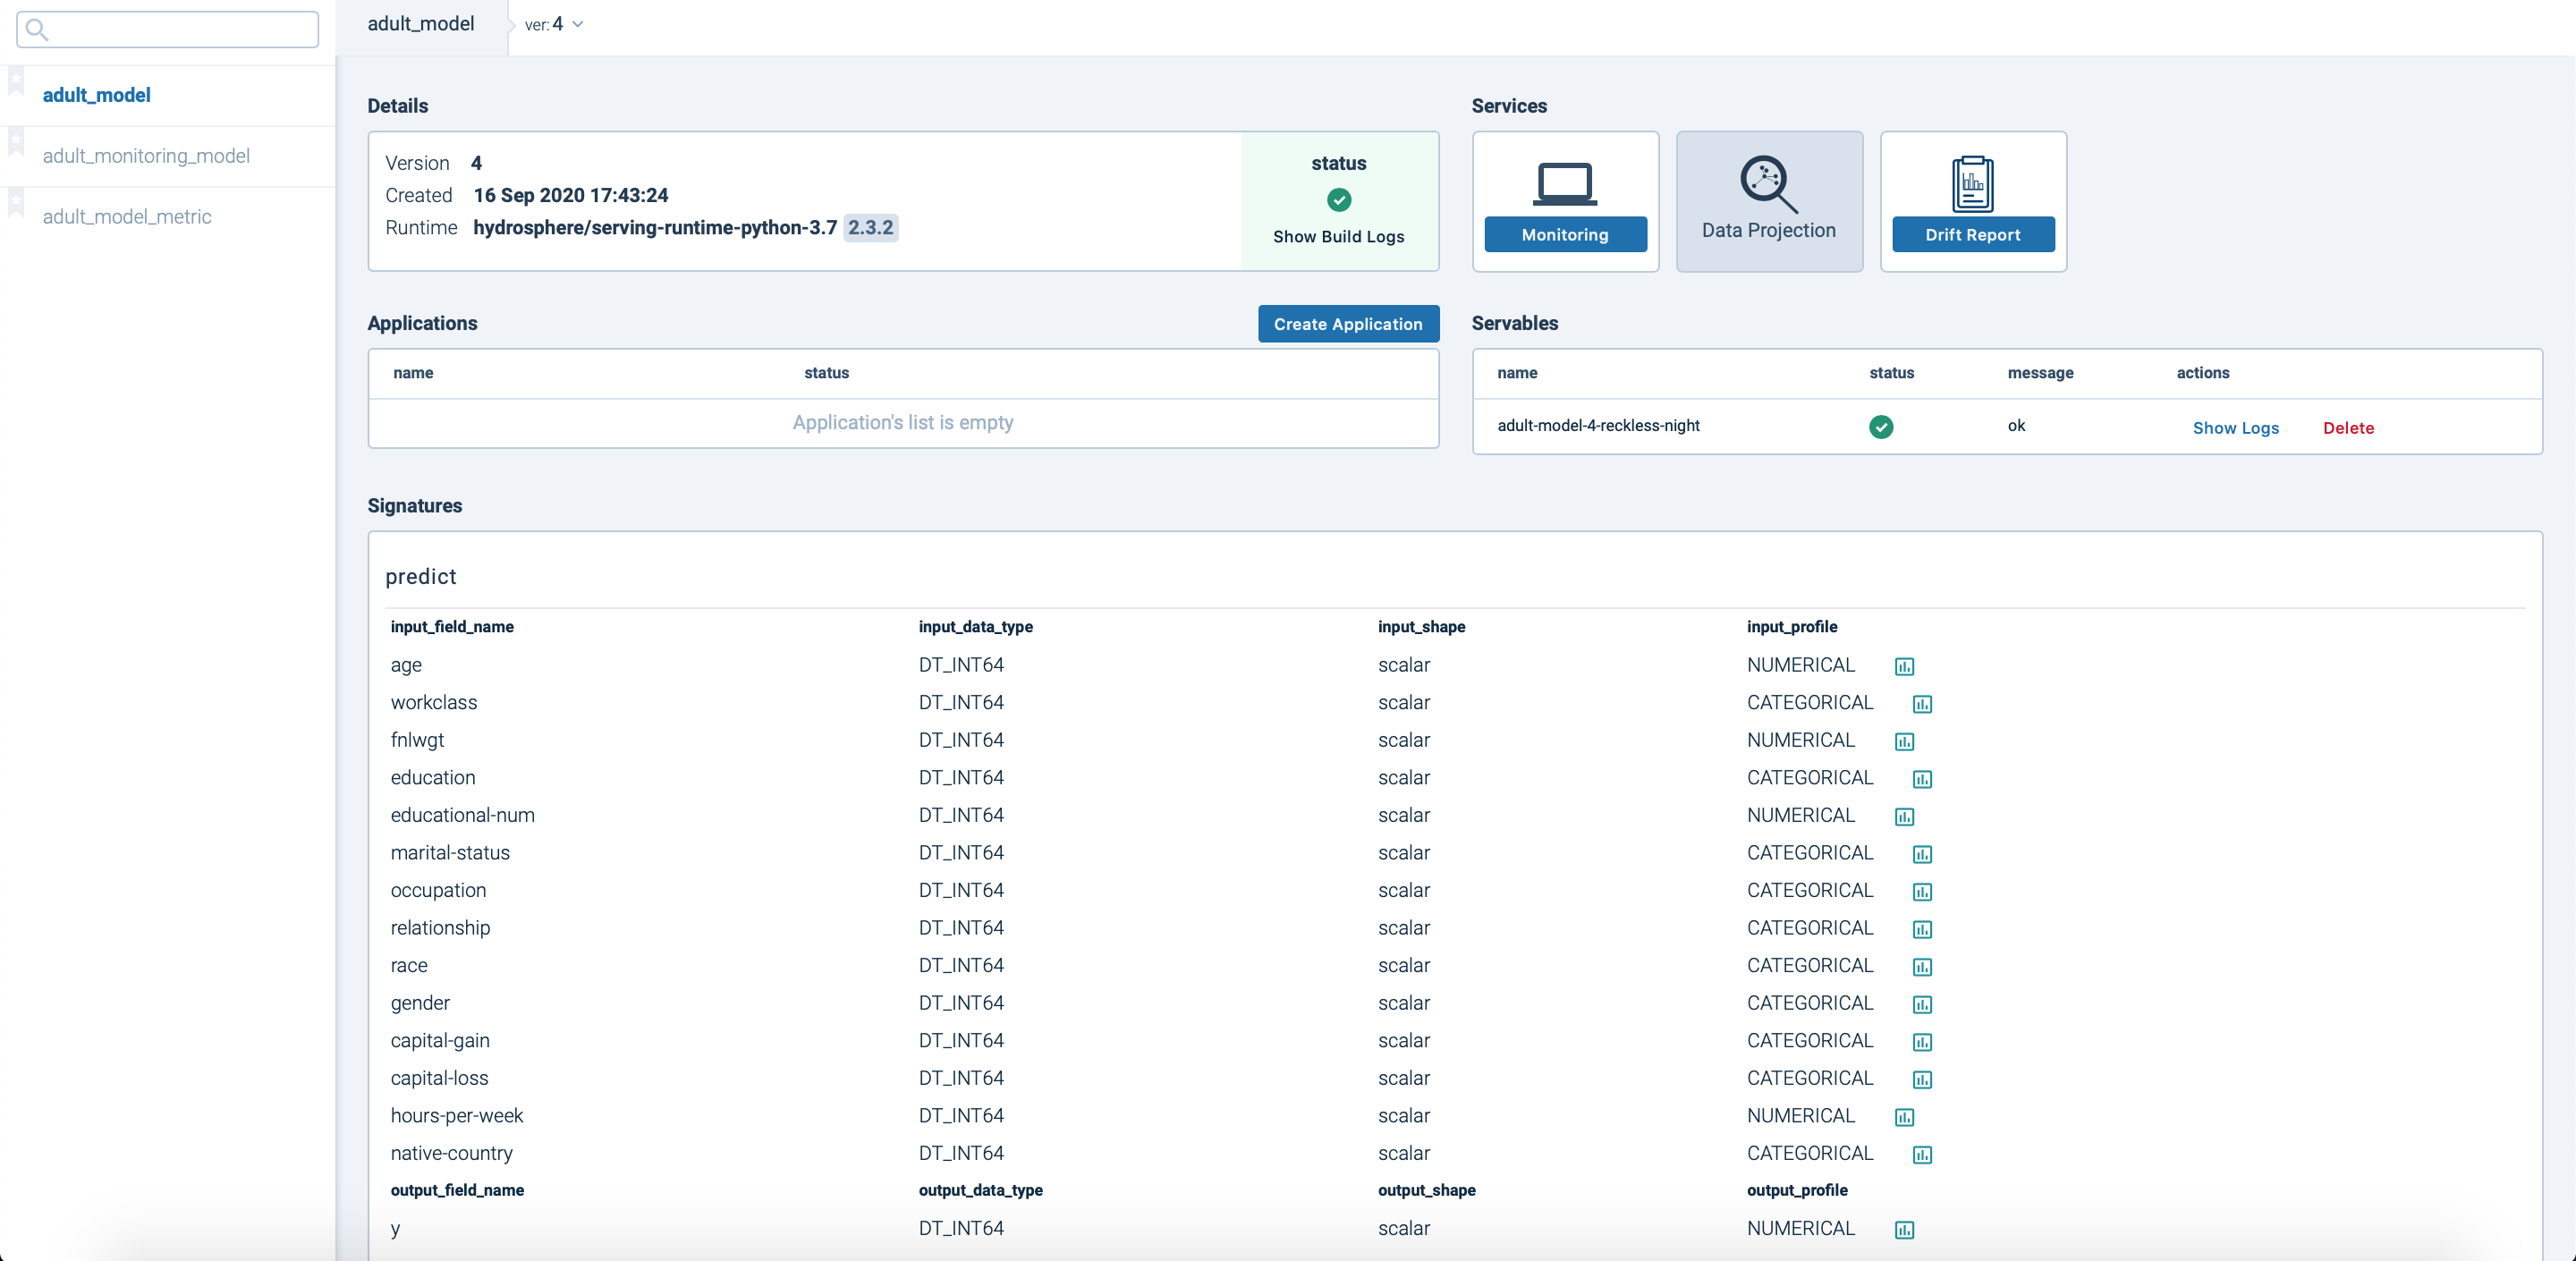 adult_model
adult_monitoring_model
adult_model_metric
adult_model ver: 4
Details
Version 4
Created 16 Sep 2020 17:43:24
Runtime hydrosphere/serving-runtime-python-3.7 2.3.2
status
Show Build Logs
Services
Monitoring
Data Projection
Drift Report
Applications
Create Application
name status
Application's list is empty
Servables
name status message actions
adult-model-4-reckless-night ok Show Logs Delete
Signatures
predict
input_field_name input_data_type input_shape input_profile
age DT_INT64 scalar NUMERICAL
workclass DT_INT64 scalar CATEGORICAL
fnlwgt DT_INT64 scalar NUMERICAL
education DT_INT64 scalar CATEGORICAL
educational-num DT_INT64 scalar NUMERICAL
marital-status DT_INT64 scalar CATEGORICAL
occupation DT_INT64 scalar CATEGORICAL
relationship DT_INT64 scalar CATEGORICAL
race DT_INT64 scalar CATEGORICAL
gender DT_INT64 scalar CATEGORICAL
capital-gain DT_INT64 scalar CATEGORICAL
capital-loss DT_INT64 scalar CATEGORICAL
hours-per-week DT_INT64 scalar NUMERICAL
native-country DT_INT64 scalar CATEGORICAL
output_field_name output_data_type output_shape output_profile
y DT_INT64 scalar NUMERICAL